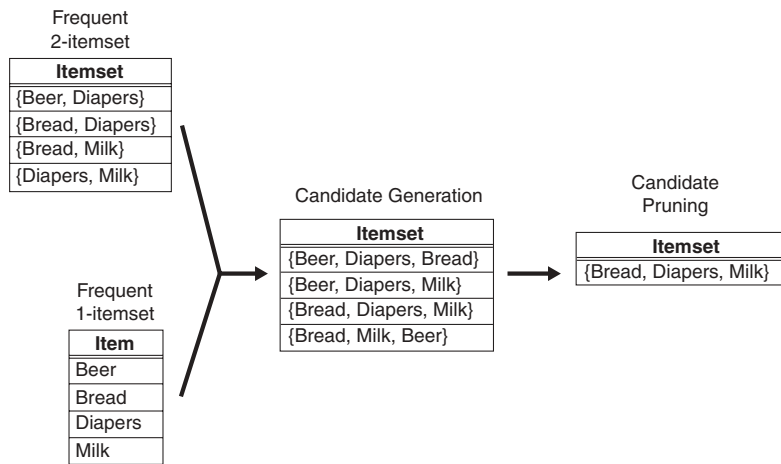 Frequent
2-itemset
Itemset
{Beer, Diapers}
{Bread, Diapers}
{Bread, Milk}
{Diapers, Milk}
Frequent
1-itemset
Item
Beer
Bread
Diapers
Milk
Candidate Generation
Itemset
{Beer, Diapers, Bread}
{Beer, Diapers, Milk}
{Bread, Diapers, Milk}
{Bread, Milk, Beer}
Candidate
Pruning
Itemset
{Bread, Diapers, Milk}